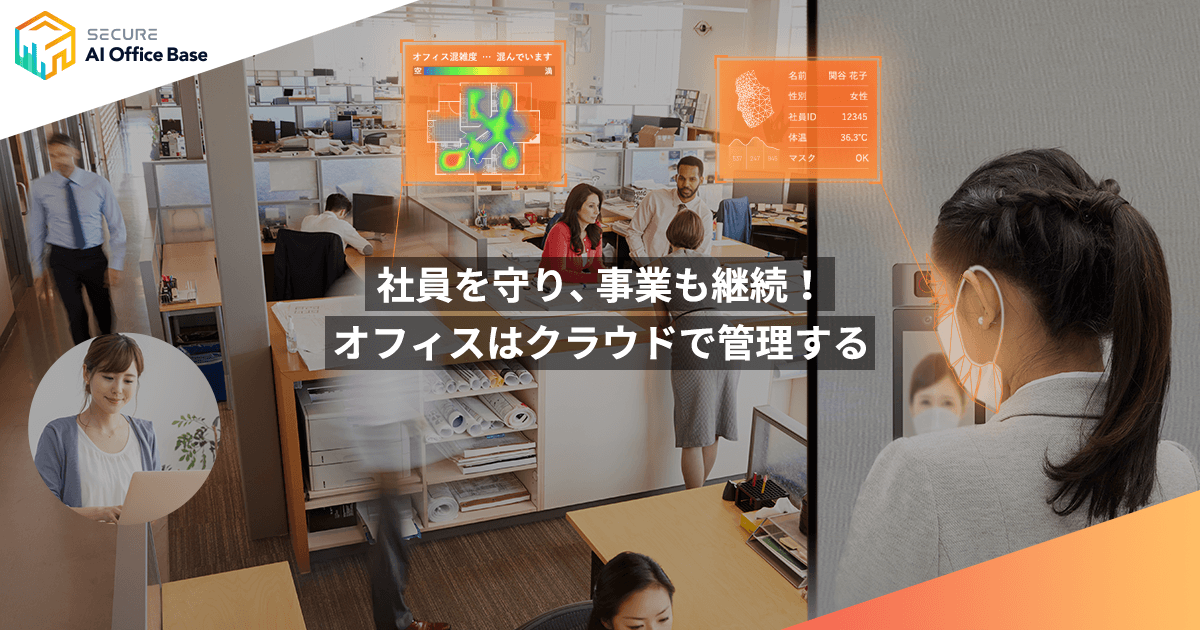 SECURE
AI Office Base
オフィス混雑度 … 混んでいます
空 満
名前 関谷 花子
性別 女性
社員ID 12345
体温 36.3℃
マスク OK
537 247 845
社員を守り、事業も継続！
オフィスはクラウドで管理する